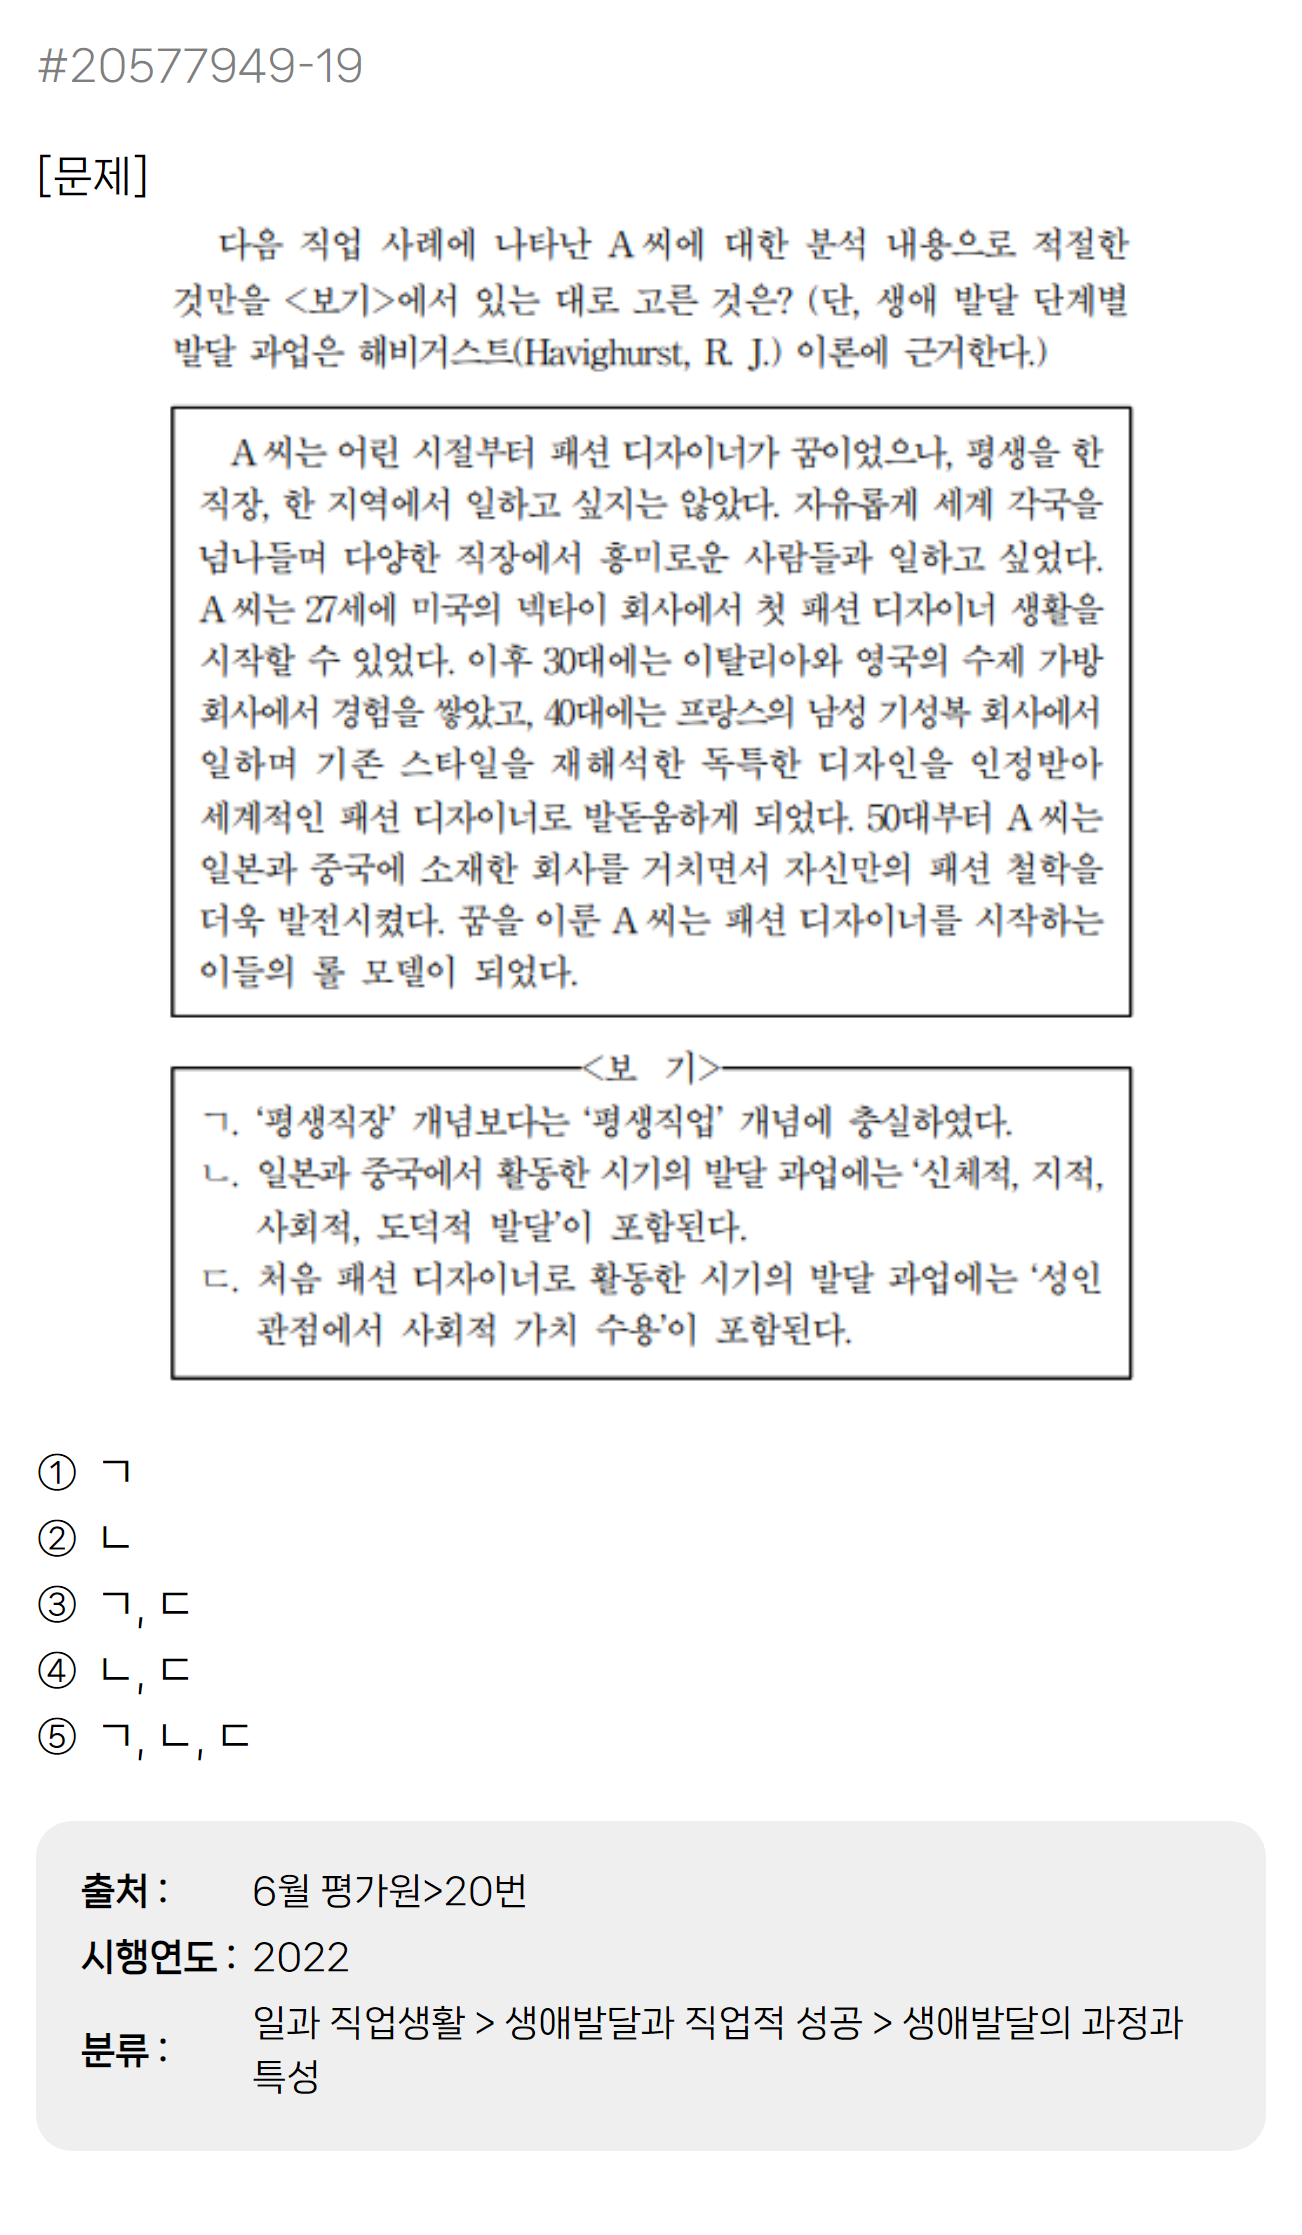 #20577949-19
[문제]
다음 직업 사례에 나타난 A씨에 대한 분석 내용으로 적절한
것만을 <보기>에서 있는 대로 고른 것은? (단, 생애 발달 단계별
발달 과업은 해비거스트(Havighurst, R. J.) 이론에 근거한다.)
A씨는 어린 시절부터 패션 디자이너가 꿈이었으나, 평생을 한
직장, 한 지역에서 일하고 싶지는 않았다. 자유롭게 세계 각국을
넘나들며 다양한 직장에서 흥미로운 사람들과 일하고 싶었다.
A씨는 27세에 미국의 넥타이 회사에서 첫 패션 디자이너 생활을
시작할 수 있었다. 이후 30대에는 이탈리아와 영국의 수제 가방
회사에서 경험을 쌓았고, 40대에는 프랑스의 남성 기성복 회사에서
일하며 기존 스타일을 재해석한 독특한 디자인을 인정받아
세계적인 패션 디자이너로 발돋움하게 되었다. 50대부터 A씨는
일본과 중국에 소재한 회사를 거치면서 자신만의 패션 철학을
더욱 발전시켰다. 꿈을 이룬 A씨는 패션 디자이너를 시작하는
이들의 롤 모델이 되었다.
<보 기>
ㄱ. ‘평생직장’ 개념보다는 ‘평생직업’ 개념에 충실하였다.
ㄴ. 일본과 중국에서 활동한 시기의 발달 과업에는 ‘신체적, 지적,
사회적, 도덕적 발달’이 포함된다.
ㄷ. 처음 패션 디자이너로 활동한 시기의 발달 과업에는 ‘성인
관점에서 사회적 가치 수용’이 포함된다.
① ㄱ
② ㄴ
③ ㄱ, ㄷ
④ ㄴ, ㄷ
⑤ ㄱ, ㄴ, ㄷ
출처 : 6월 평가원>20번
시행연도 : 2022
분류 : 일과 직업생활 > 생애발달과 직업적 성공 > 생애발달의 과정과
특성